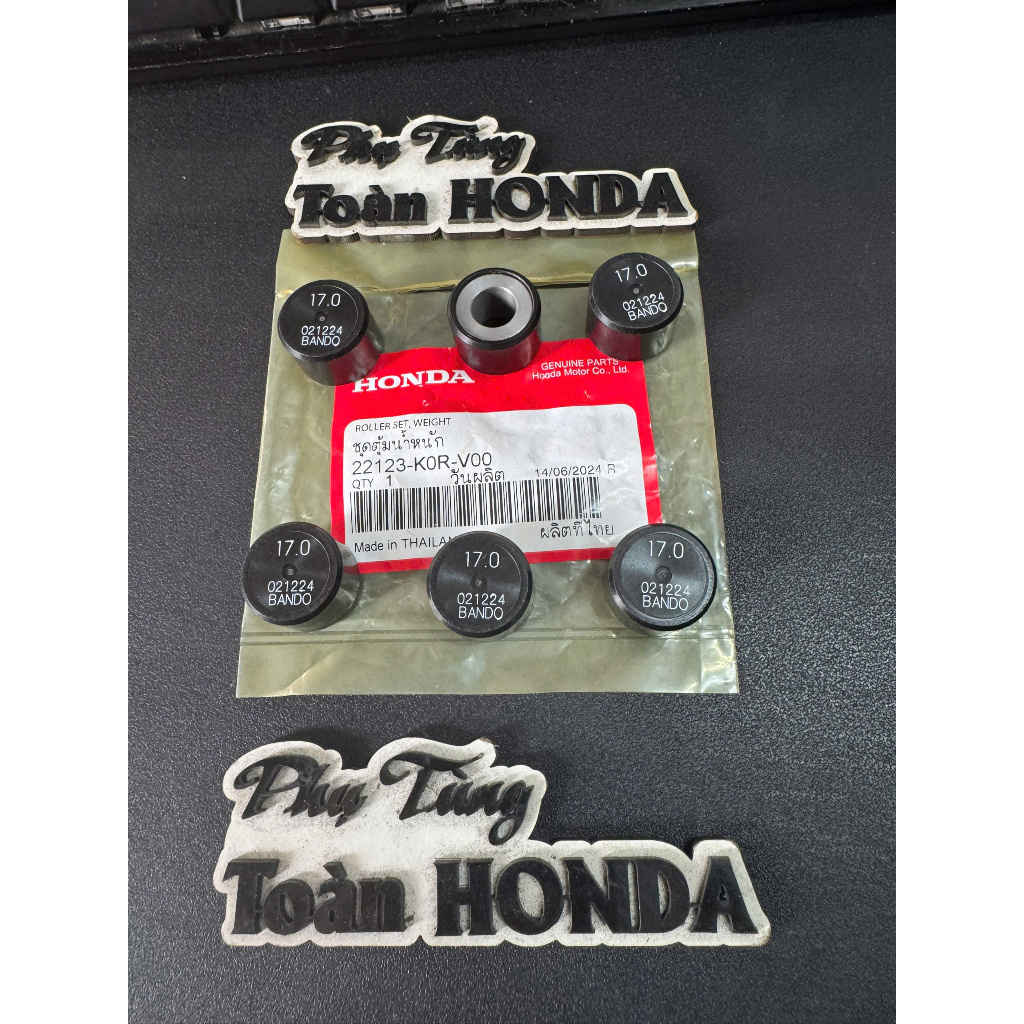 Phụ Tùng
Toàn HONDA
17.0
021224
BANDO
17.0
021224
BANDO
HONDA
GENUINE PARTS
Honda Motor Co., Ltd.
ROLLER SET, WEIGHT
ชุดตุ้มน้ำหนัก
22123-K0R-V00
QTY 1 วันผลิต 14/06/2024 R
Made in THAILAN ผลิตที่ไทย
17.0
021224
BANDO
17.0
021224
BANDO
17.0
021224
BANDO
Phụ Tùng
Toàn HONDA